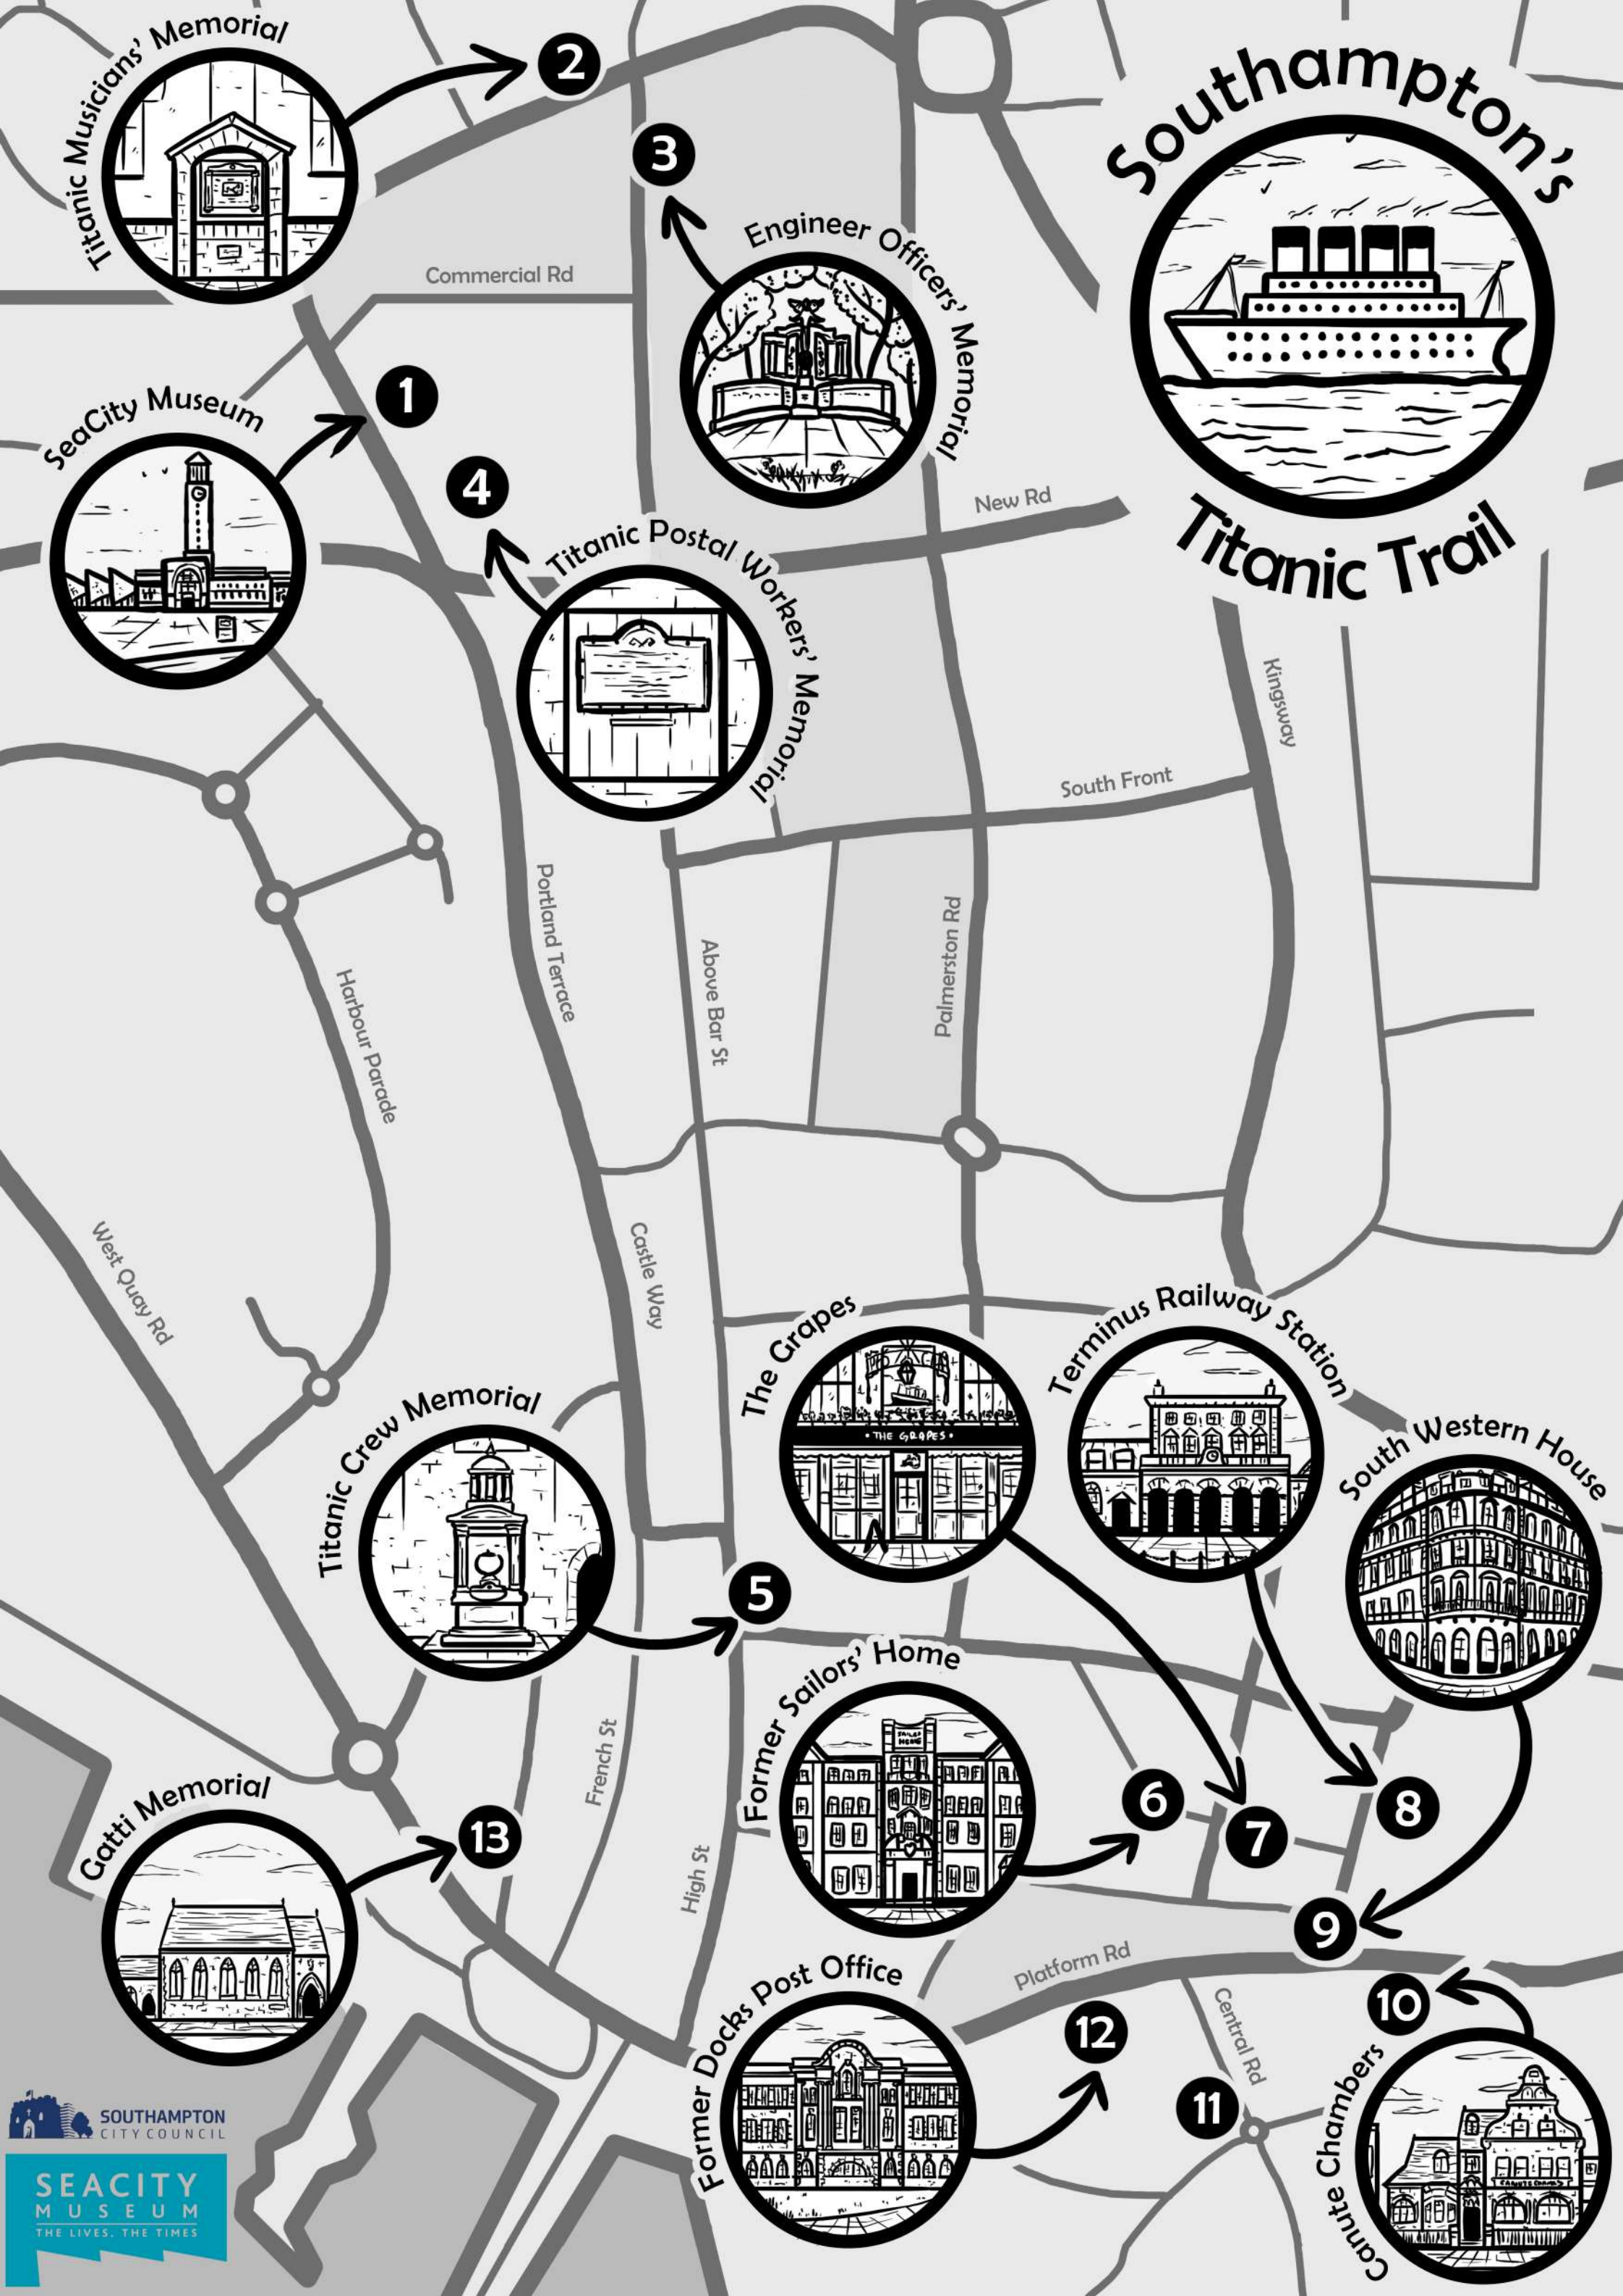 Southampton's
Titanic Trail
Titanic Musicians' Memorial
2
3
Engineer Officers' Memorial
Commercial Rd
1
SeaCity Museum
4
New Rd
Titanic Postal Workers' Memorial
Kingsway
South Front
Portland Terrace
Above Bar St
Palmerston Rd
Harbour Parade
West Quay Rd
Castle Way
The Grapes
• THE GRAPES •
Terminus Railway Station
South Western House
Titanic Crew Memorial
5
Former Sailors' Home
SAILORS
HOME
French St
High St
6
7
8
Gatti Memorial
13
9
Platform Rd
Former Docks Post Office
12
Central Rd
10
11
Canute Chambers
SOUTHAMPTON
CITY COUNCIL
SEACITY
MUSEUM
THE LIVES. THE TIMES